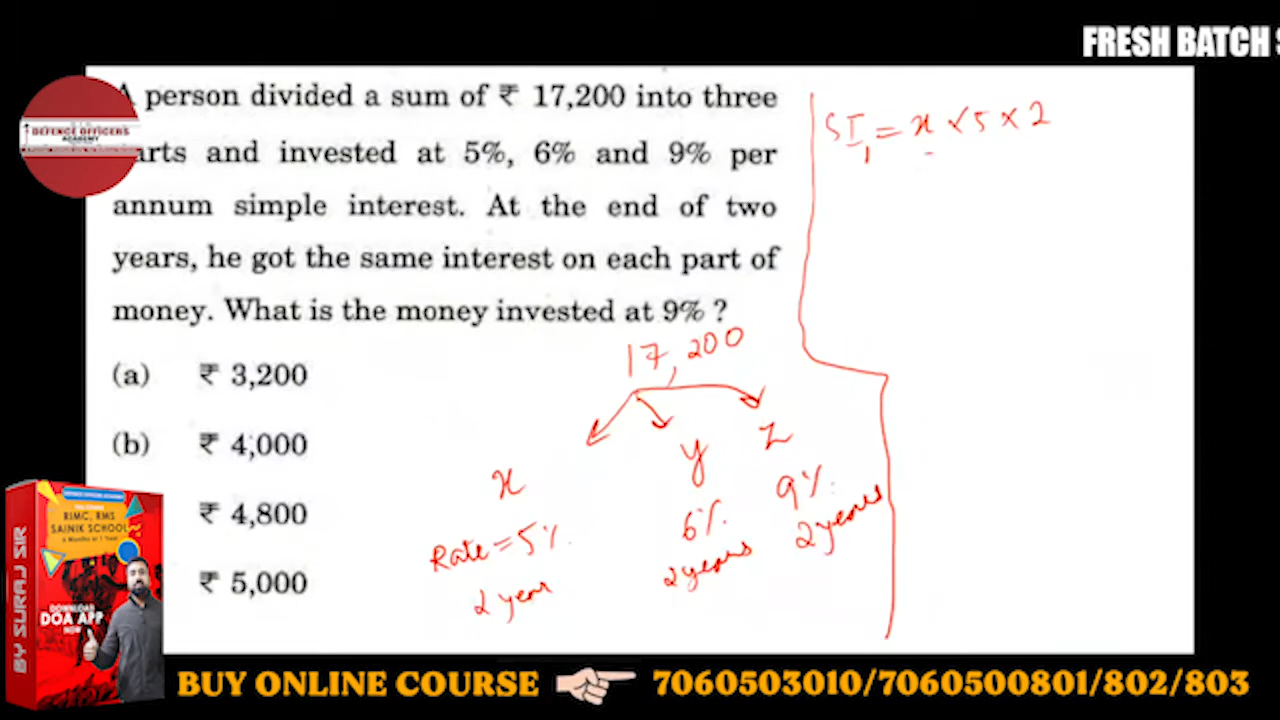 FRESH BATCH S
A person divided a sum of ₹ 17,200 into three
arts and invested at 5%, 6% and 9% per
annum simple interest. At the end of two
years, he got the same interest on each part of
money. What is the money invested at 9% ?
(a) ₹ 3,200
(b) ₹ 4,000
₹ 4,800
₹ 5,000
DEFENCE OFFICERS
ACADEMY
17,200
x y z
Rate = 5% 6% 9%
2 year 2 years 2 years
SI₁ = x × 5 × 2
DEFENCE OFFICERS ACADEMY
RIMC, RMS
SAINIK SCHOOL
DOWNLOAD
DOA APP
NOW
BY SURAJ SIR
BUY ONLINE COURSE 7060503010/7060500801/802/803